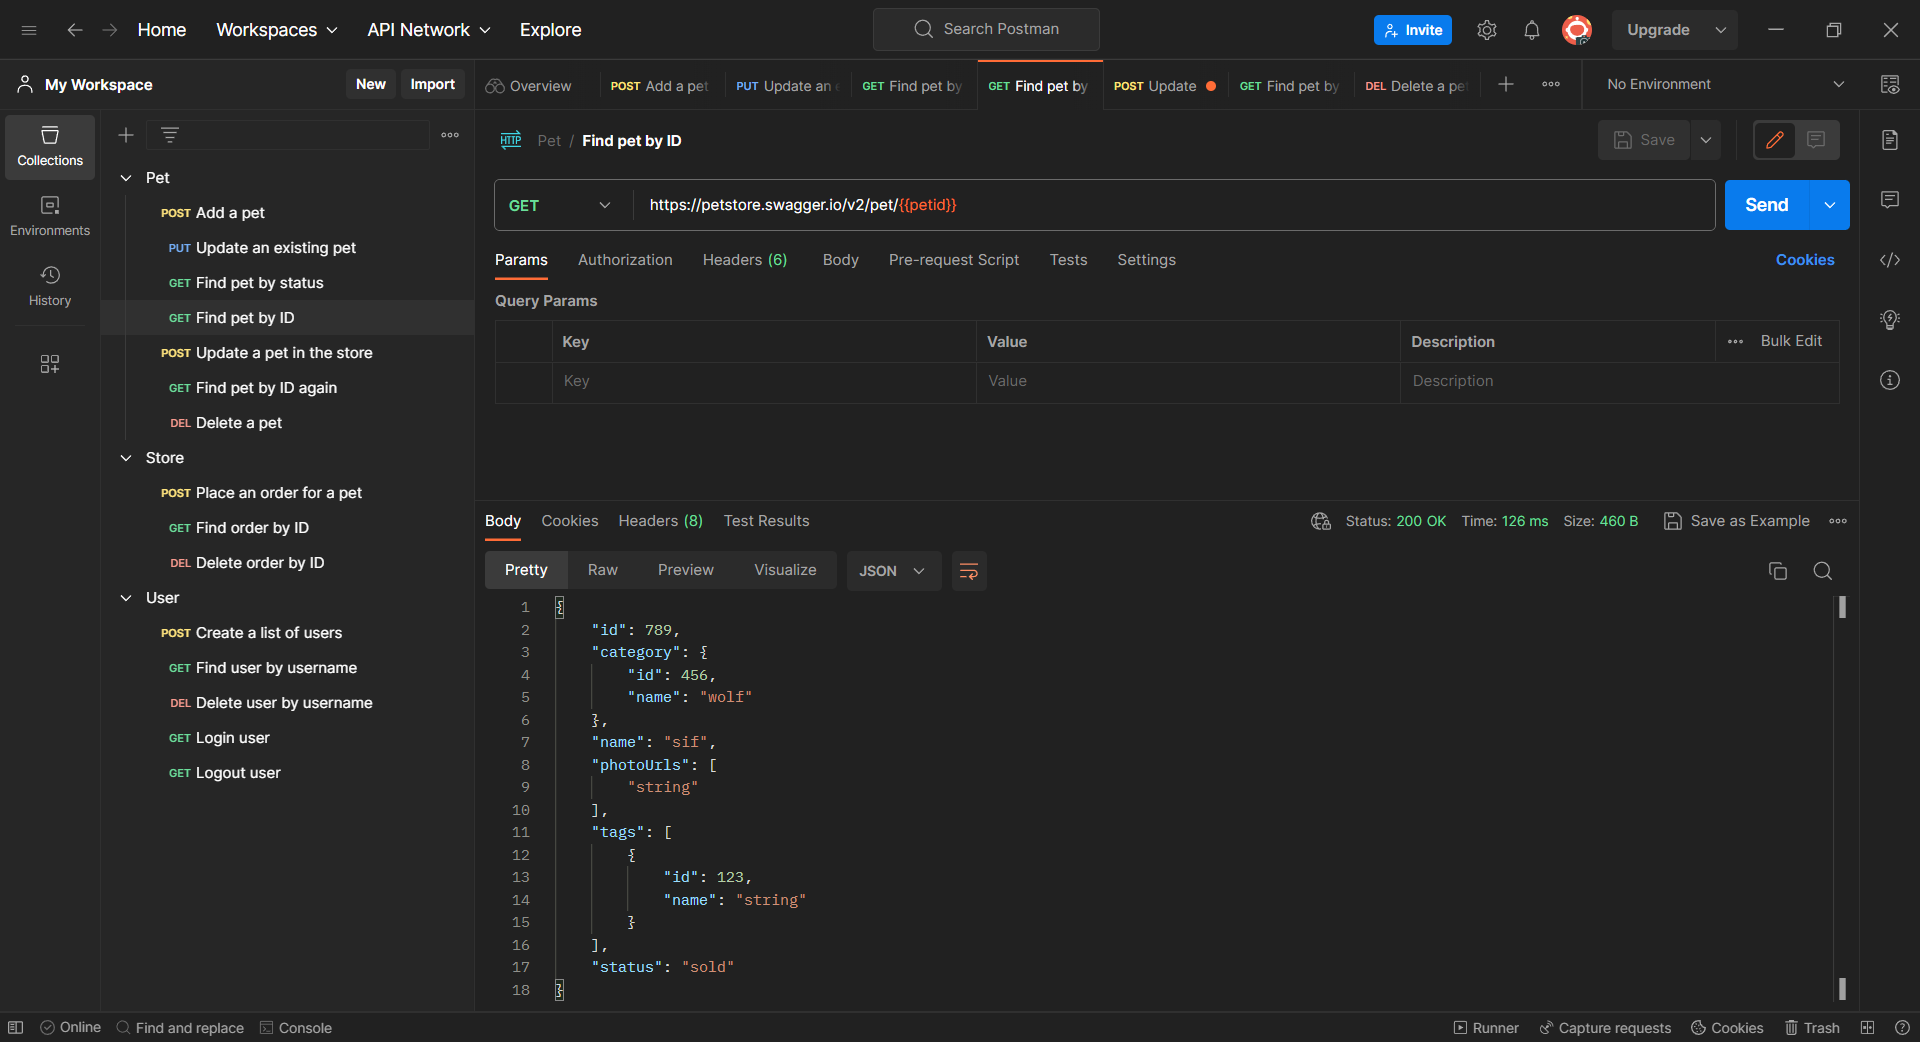 Home Workspaces API Network Explore Search Postman Invite Upgrade
My Workspace New Import Overview POST Add a pet PUT Update an e GET Find pet by GET Find pet by POST Update GET Find pet by DEL Delete a pet No Environment
Collections
Environments
History
Pet
POST Add a pet
PUT Update an existing pet
GET Find pet by status
GET Find pet by ID
POST Update a pet in the store
GET Find pet by ID again
DEL Delete a pet
Store
POST Place an order for a pet
GET Find order by ID
DEL Delete order by ID
User
POST Create a list of users
GET Find user by username
DEL Delete user by username
GET Login user
GET Logout user
HTTP Pet / Find pet by ID Save
GET https://petstore.swagger.io/v2/pet/{{petid}} Send
Params Authorization Headers (6) Body Pre-request Script Tests Settings Cookies
Query Params
Key Value Description Bulk Edit
Key Value Description
Body Cookies Headers (8) Test Results Status: 200 OK Time: 126 ms Size: 460 B Save as Example
Pretty Raw Preview Visualize JSON
1 {
2 "id": 789,
3 "category": {
4 "id": 456,
5 "name": "wolf"
6 },
7 "name": "sif",
8 "photoUrls": [
9 "string"
10 ],
11 "tags": [
12 {
13 "id": 123,
14 "name": "string"
15 }
16 ],
17 "status": "sold"
18 }
Online Find and replace Console Runner Capture requests Cookies Trash